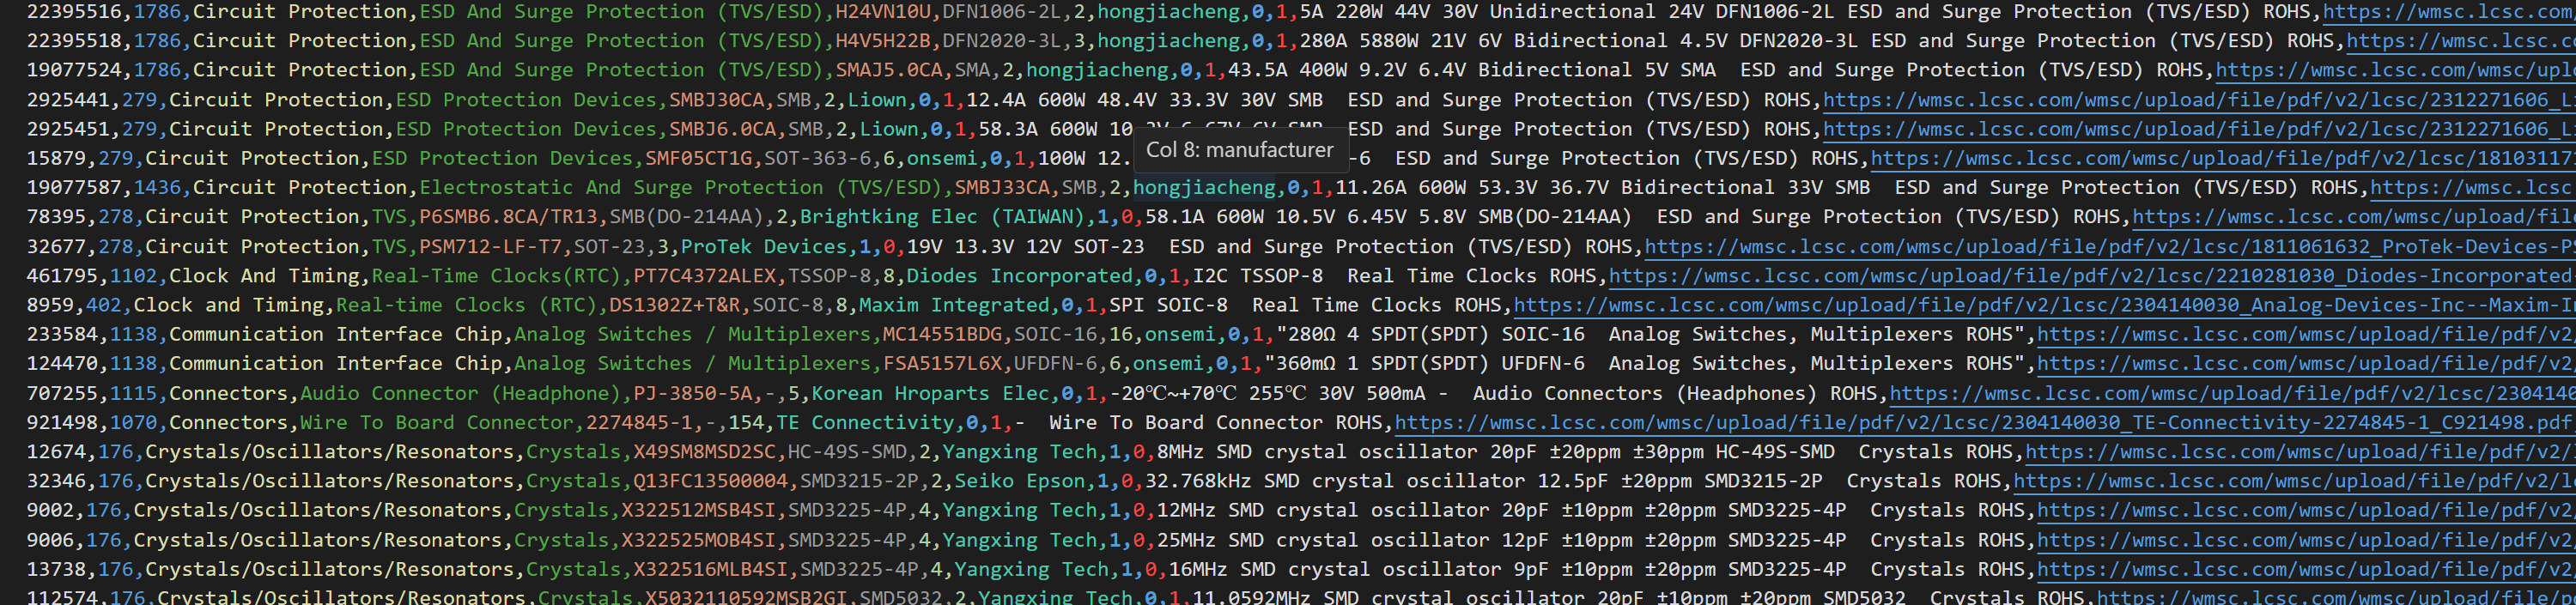 22395516,1786,Circuit Protection,ESD And Surge Protection (TVS/ESD),H24VN10U,DFN1006-2L,2,hongjiacheng,0,1,5A 220W 44V 30V Unidirectional 24V DFN1006-2L ESD and Surge Protection (TVS/ESD) ROHS,https://wmsc.lcsc.com
22395518,1786,Circuit Protection,ESD And Surge Protection (TVS/ESD),H4V5H22B,DFN2020-3L,3,hongjiacheng,0,1,280A 5880W 21V 6V Bidirectional 4.5V DFN2020-3L ESD and Surge Protection (TVS/ESD) ROHS,https://wmsc.lcsc.co
19077524,1786,Circuit Protection,ESD And Surge Protection (TVS/ESD),SMAJ5.0CA,SMA,2,hongjiacheng,0,1,43.5A 400W 9.2V 6.4V Bidirectional 5V SMA  ESD and Surge Protection (TVS/ESD) ROHS,https://wmsc.lcsc.com/wmsc/uplo
2925441,279,Circuit Protection,ESD Protection Devices,SMBJ30CA,SMB,2,Liown,0,1,12.4A 600W 48.4V 33.3V 30V SMB  ESD and Surge Protection (TVS/ESD) ROHS,https://wmsc.lcsc.com/wmsc/upload/file/pdf/v2/lcsc/2312271606_Li
2925451,279,Circuit Protection,ESD Protection Devices,SMBJ6.0CA,SMB,2,Liown,0,1,58.3A 600W 10.3V 6.67V 6V SMB  ESD and Surge Protection (TVS/ESD) ROHS,https://wmsc.lcsc.com/wmsc/upload/file/pdf/v2/lcsc/2312271606_L
Col 8: manufacturer
15879,279,Circuit Protection,ESD Protection Devices,SMF05CT1G,SOT-363-6,6,onsemi,0,1,100W 12. -6  ESD and Surge Protection (TVS/ESD) ROHS,https://wmsc.lcsc.com/wmsc/upload/file/pdf/v2/lcsc/181031171
19077587,1436,Circuit Protection,Electrostatic And Surge Protection (TVS/ESD),SMBJ33CA,SMB,2,hongjiacheng,0,1,11.26A 600W 53.3V 36.7V Bidirectional 33V SMB  ESD and Surge Protection (TVS/ESD) ROHS,https://wmsc.lcsc
78395,278,Circuit Protection,TVS,P6SMB6.8CA/TR13,SMB(DO-214AA),2,Brightking Elec (TAIWAN),1,0,58.1A 600W 10.5V 6.45V 5.8V SMB(DO-214AA)  ESD and Surge Protection (TVS/ESD) ROHS,https://wmsc.lcsc.com/wmsc/upload/file
32677,278,Circuit Protection,TVS,PSM712-LF-T7,SOT-23,3,ProTek Devices,1,0,19V 13.3V 12V SOT-23  ESD and Surge Protection (TVS/ESD) ROHS,https://wmsc.lcsc.com/wmsc/upload/file/pdf/v2/lcsc/1811061632_ProTek-Devices-PS
461795,1102,Clock And Timing,Real-Time Clocks(RTC),PT7C4372ALEX,TSSOP-8,8,Diodes Incorporated,0,1,I2C TSSOP-8  Real Time Clocks ROHS,https://wmsc.lcsc.com/wmsc/upload/file/pdf/v2/lcsc/2210281030_Diodes-Incorporated
8959,402,Clock and Timing,Real-time Clocks (RTC),DS1302Z+T&R,SOIC-8,8,Maxim Integrated,0,1,SPI SOIC-8  Real Time Clocks ROHS,https://wmsc.lcsc.com/wmsc/upload/file/pdf/v2/lcsc/2304140030_Analog-Devices-Inc--Maxim-I
233584,1138,Communication Interface Chip,Analog Switches / Multiplexers,MC14551BDG,SOIC-16,16,onsemi,0,1,"280Ω 4 SPDT(SPDT) SOIC-16  Analog Switches, Multiplexers ROHS",https://wmsc.lcsc.com/wmsc/upload/file/pdf/v2
124470,1138,Communication Interface Chip,Analog Switches / Multiplexers,FSA5157L6X,UFDFN-6,6,onsemi,0,1,"360mΩ 1 SPDT(SPDT) UFDFN-6  Analog Switches, Multiplexers ROHS",https://wmsc.lcsc.com/wmsc/upload/file/pdf/v2
707255,1115,Connectors,Audio Connector (Headphone),PJ-3850-5A,-,5,Korean Hroparts Elec,0,1,-20℃~+70℃ 255℃ 30V 500mA -  Audio Connectors (Headphones) ROHS,https://wmsc.lcsc.com/wmsc/upload/file/pdf/v2/lcsc/2304140
921498,1070,Connectors,Wire To Board Connector,2274845-1,-,154,TE Connectivity,0,1,-  Wire To Board Connector ROHS,https://wmsc.lcsc.com/wmsc/upload/file/pdf/v2/lcsc/2304140030_TE-Connectivity-2274845-1_C921498.pdf
12674,176,Crystals/Oscillators/Resonators,Crystals,X49SM8MSD2SC,HC-49S-SMD,2,Yangxing Tech,1,0,8MHz SMD crystal oscillator 20pF ±20ppm ±30ppm HC-49S-SMD  Crystals ROHS,https://wmsc.lcsc.com/wmsc/upload/file/pdf/v2/l
32346,176,Crystals/Oscillators/Resonators,Crystals,Q13FC13500004,SMD3215-2P,2,Seiko Epson,1,0,32.768kHz SMD crystal oscillator 12.5pF ±20ppm SMD3215-2P  Crystals ROHS,https://wmsc.lcsc.com/wmsc/upload/file/pdf/v2/lc
9002,176,Crystals/Oscillators/Resonators,Crystals,X322512MSB4SI,SMD3225-4P,4,Yangxing Tech,1,0,12MHz SMD crystal oscillator 20pF ±10ppm ±20ppm SMD3225-4P  Crystals ROHS,https://wmsc.lcsc.com/wmsc/upload/file/pdf/v2
9006,176,Crystals/Oscillators/Resonators,Crystals,X322525MOB4SI,SMD3225-4P,4,Yangxing Tech,1,0,25MHz SMD crystal oscillator 12pF ±10ppm ±20ppm SMD3225-4P  Crystals ROHS,https://wmsc.lcsc.com/wmsc/upload/file/pdf/v2
13738,176,Crystals/Oscillators/Resonators,Crystals,X322516MLB4SI,SMD3225-4P,4,Yangxing Tech,1,0,16MHz SMD crystal oscillator 9pF ±10ppm ±20ppm SMD3225-4P  Crystals ROHS,https://wmsc.lcsc.com/wmsc/upload/file/pdf/v2/
112574,176,Crystals/Oscillators/Resonators,Crystals,X5032110592MSB2GI,SMD5032,2,Yangxing Tech,0,1,11.0592MHz SMD crystal oscillator 20pF ±10ppm ±20ppm SMD5032  Crystals ROHS,https://wmsc.lcsc.com/wmsc/upload/file/p